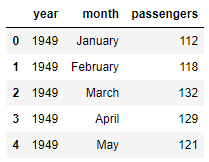 year month passengers
0 1949 January 112
1 1949 February 118
2 1949 March 132
3 1949 April 129
4 1949 May 121